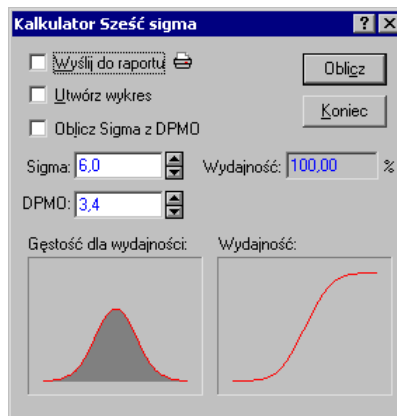 Kalkulator Sześć sigma
Wyślij do raportu
Utwórz wykres
Oblicz Sigma z DPMO
Oblicz
Koniec
Sigma: 6,0 Wydajność: 100,00 %
DPMO: 3,4
Gęstość dla wydajności: Wydajność: